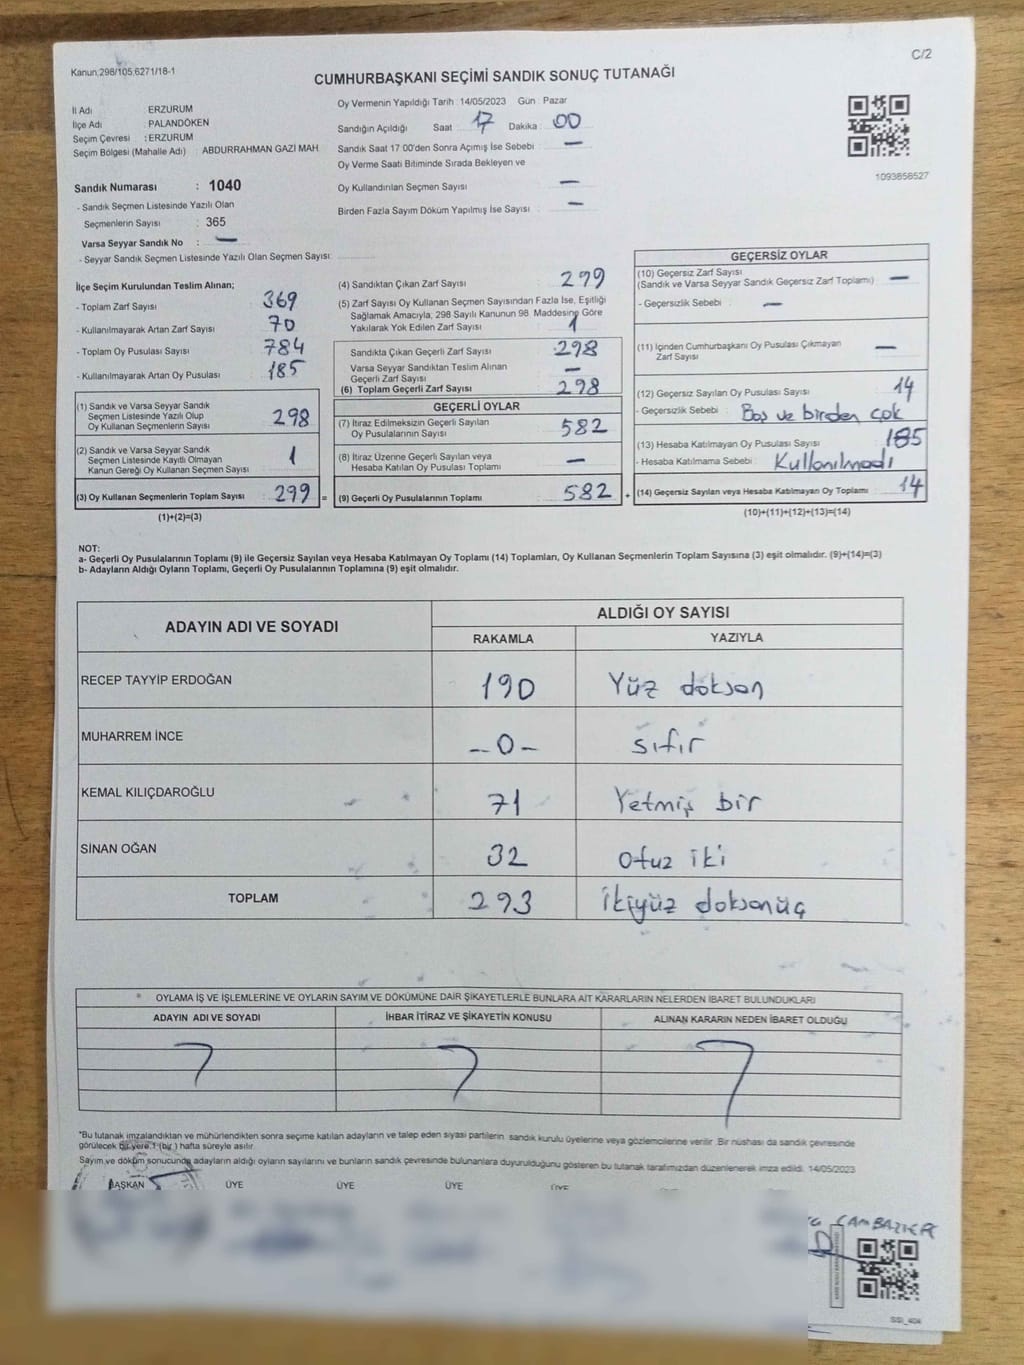 C/2
Kanun;298/105,6271/18-1
CUMHURBAŞKANI SEÇİMİ SANDIK SONUÇ TUTANAĞI
İl Adı : ERZURUM
İlçe Adı : PALANDÖKEN
Seçim Çevresi : ERZURUM
Seçim Bölgesi (Mahalle Adı) : ABDURRAHMAN GAZİ MAH.
Sandık Numarası : 1040
- Sandık Seçmen Listesinde Yazılı Olan
Seçmenlerin Sayısı : 365
Varsa Seyyar Sandık No : —
- Seyyar Sandık Seçmen Listesinde Yazılı Olan Seçmen Sayısı:
Oy Vermenin Yapıldığı Tarih : 14/05/2023 Gün : Pazar
Sandığın Açıldığı Saat : 17 Dakika : 00
Sandık Saat 17:00'den Sonra Açımış İse Sebebi : —
Oy Verme Saati Bitiminde Sırada Bekleyen ve
Oy Kullandırılan Seçmen Sayısı : —
Birden Fazla Sayım Döküm Yapılmış İse Sayısı : —
1093858527
İlçe Seçim Kurulundan Teslim Alınan;
- Toplam Zarf Sayısı : 369
- Kullanılmayarak Artan Zarf Sayısı : 70
- Toplam Oy Pusulası Sayısı : 784
- Kullanılmayarak Artan Oy Pusulası : 185
(1) Sandık ve Varsa Seyyar Sandık
Seçmen Listesinde Yazılı Olup
Oy Kullanan Seçmenlerin Sayısı : 298
(2) Sandık ve Varsa Seyyar Sandık
Seçmen Listesinde Kayıtlı Olmayan
Kanun Gereği Oy Kullanan Seçmen Sayısı : 1
(3) Oy Kullanan Seçmenlerin Toplam Sayısı : 299 =
(1)+(2)=(3)
(4) Sandıktan Çıkan Zarf Sayısı : 299
(5) Zarf Sayısı Oy Kullanan Seçmen Sayısından Fazla İse, Eşitliği
Sağlamak Amacıyla, 298 Sayılı Kanunun 98. Maddesine Göre
Yakılarak Yok Edilen Zarf Sayısı : 1
Sandıkta Çıkan Geçerli Zarf Sayısı : 298
Varsa Seyyar Sandıktan Teslim Alınan
Geçerli Zarf Sayısı : —
(6) Toplam Geçerli Zarf Sayısı : 298
GEÇERLİ OYLAR
(7) İtiraz Edilmeksizin Geçerli Sayılan
Oy Pusulalarının Sayısı : 582
(8) İtiraz Üzerine Geçerli Sayılan veya
Hesaba Katılan Oy Pusulası Toplamı : —
(9) Geçerli Oy Pusulalarının Toplamı : 582 +
GEÇERSİZ OYLAR
(10) Geçersiz Zarf Sayısı : —
(Sandık ve Varsa Seyyar Sandık Geçersiz Zarf Toplamı)
- Geçersizlik Sebebi : —
(11) İçinden Cumhurbaşkanı Oy Pusulası Çıkmayan
Zarf Sayısı : —
(12) Geçersiz Sayılan Oy Pusulası Sayısı : 14
- Geçersizlik Sebebi : Boş ve birden çok
(13) Hesaba Katılmayan Oy Pusulası Sayısı : 185
- Hesaba Katılmama Sebebi : Kullanılmadı
(14) Geçersiz Sayılan veya Hesaba Katılmayan Oy Toplamı : 14
(10)+(11)+(12)+(13)=(14)
NOT:
a- Geçerli Oy Pusulalarının Toplamı (9) ile Geçersiz Sayılan veya Hesaba Katılmayan Oy Toplamı (14) Toplamları, Oy Kullanan Seçmenlerin Toplam Sayısına (3) eşit olmalıdır. (9)+(14)=(3)
b- Adayların Aldığı Oyların Toplamı, Geçerli Oy Pusulalarının Toplamına (9) eşit olmalıdır.
ADAYIN ADI VE SOYADI
ALDIĞI OY SAYISI
RAKAMLA YAZIYLA
RECEP TAYYİP ERDOĞAN 190 Yüz doksan
MUHARREM İNCE -0- sıfır
KEMAL KILIÇDAROĞLU 71 Yetmiş bir
SİNAN OĞAN 32 Otuz iki
TOPLAM 293 İkiyüz doksanüç
OYLAMA İŞ VE İŞLEMLERİNE VE OYLARIN SAYIM VE DÖKÜMÜNE DAİR ŞİKAYETLERLE BUNLARA AİT KARARLARIN NELERDEN İBARET BULUNDUKLARI
ADAYIN ADI VE SOYADI İHBAR İTİRAZ VE ŞİKAYETİN KONUSU ALINAN KARARIN NEDEN İBARET OLDUĞU
*Bu tutanak imzalandıktan ve mühürlendikten sonra seçime katılan adayların ve talep eden siyasi partilerin sandık kurulu üyelerine veya gözlemcilerine verilir. Bir nüshası da sandık çevresinde
görülecek bir yere 1 (bir ) hafta süreyle asılır.
Sayım ve döküm sonucunda adayların aldığı oyların sayılarını ve bunların sandık çevresinde bulunanlara duyurulduğunu gösteren bu tutanak tarafımızdan düzenlenerek imza edildi. 14/05/2023
BAŞKAN ÜYE ÜYE ÜYE ÜYE
SSİ_404